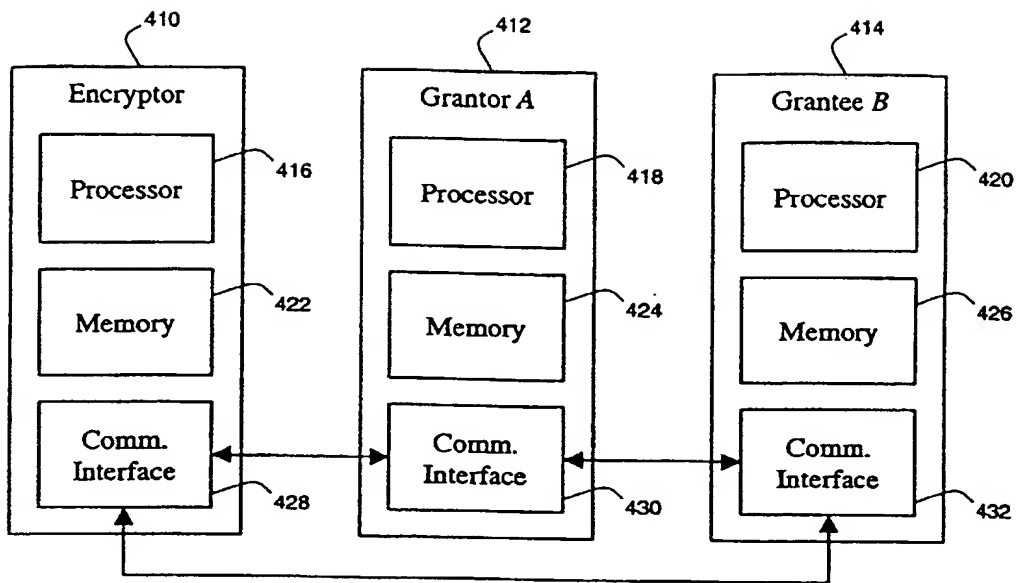 410
412
414
Encryptor
Grantor A
Grantee B
416
418
420
Processor
Processor
Processor
422
424
426
Memory
Memory
Memory
Comm.
Interface
Comm.
Interface
Comm.
Interface
428
430
432